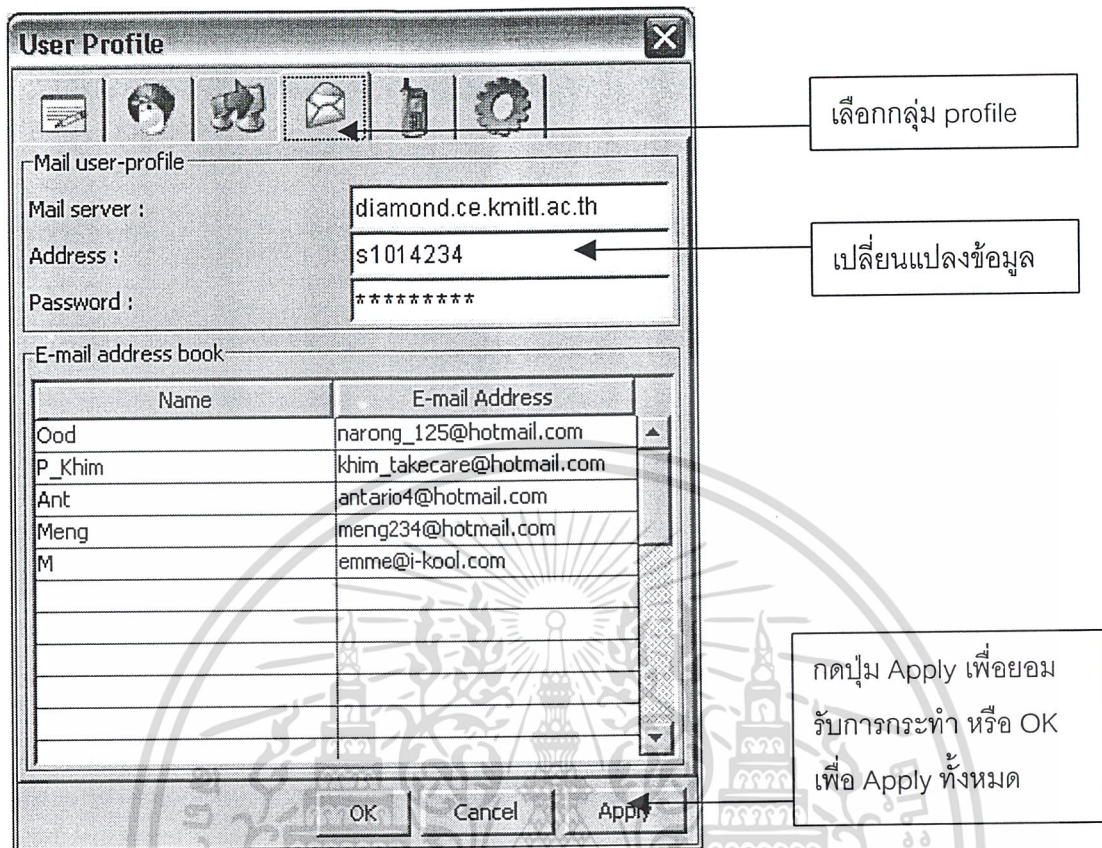 User Profile
เลือกกลุ่ม profile
Mail user-profile
Mail server : diamond.ce.kmitl.ac.th
Address : s1014234
เปลี่ยนแปลงข้อมูล
Password : *********
E-mail address book
Name E-mail Address
Ood narong_125@hotmail.com
P_Khim khim_takecare@hotmail.com
Ant antario4@hotmail.com
Meng meng234@hotmail.com
M emme@i-kool.com
กดปุ่ม Apply เพื่อยอม
รับการกระทำ หรือ OK
เพื่อ Apply ทั้งหมด
OK Cancel Apply